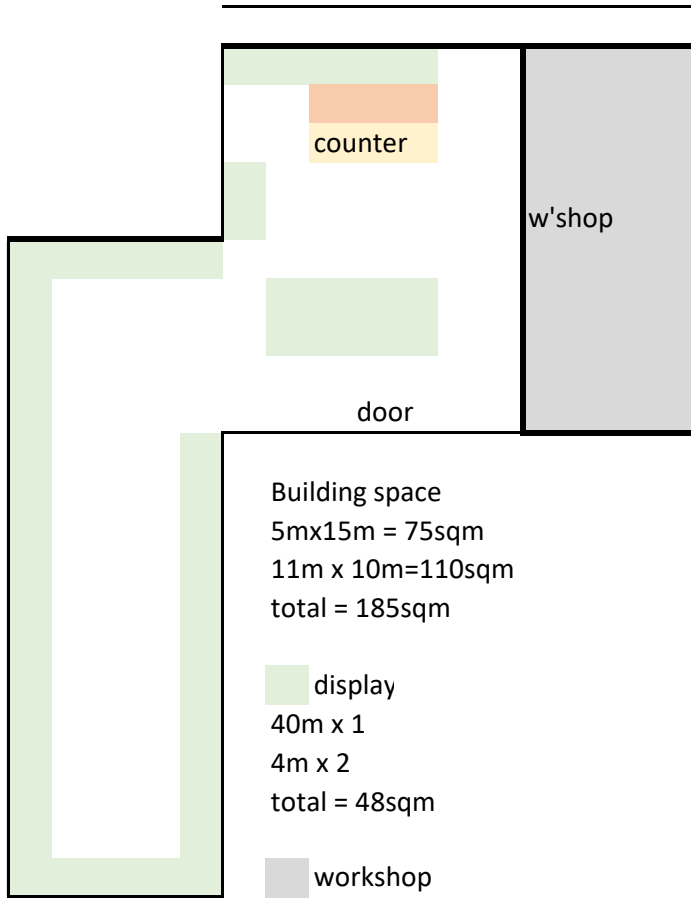 counter
w'shop
door
Building space
5mx15m = 75sqm
11m x 10m=110sqm
total = 185sqm
display
40m x 1
4m x 2
total = 48sqm
workshop